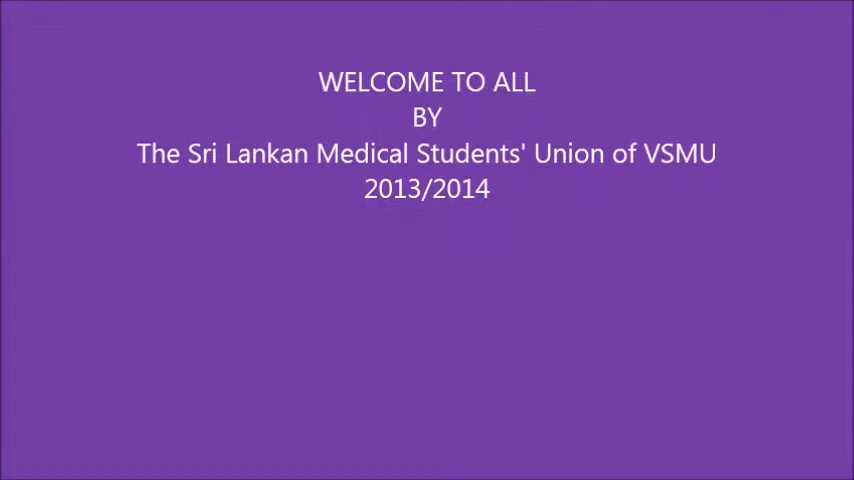 WELCOME TO ALL
BY
The Sri Lankan Medical Students' Union of VSMU
2013/2014